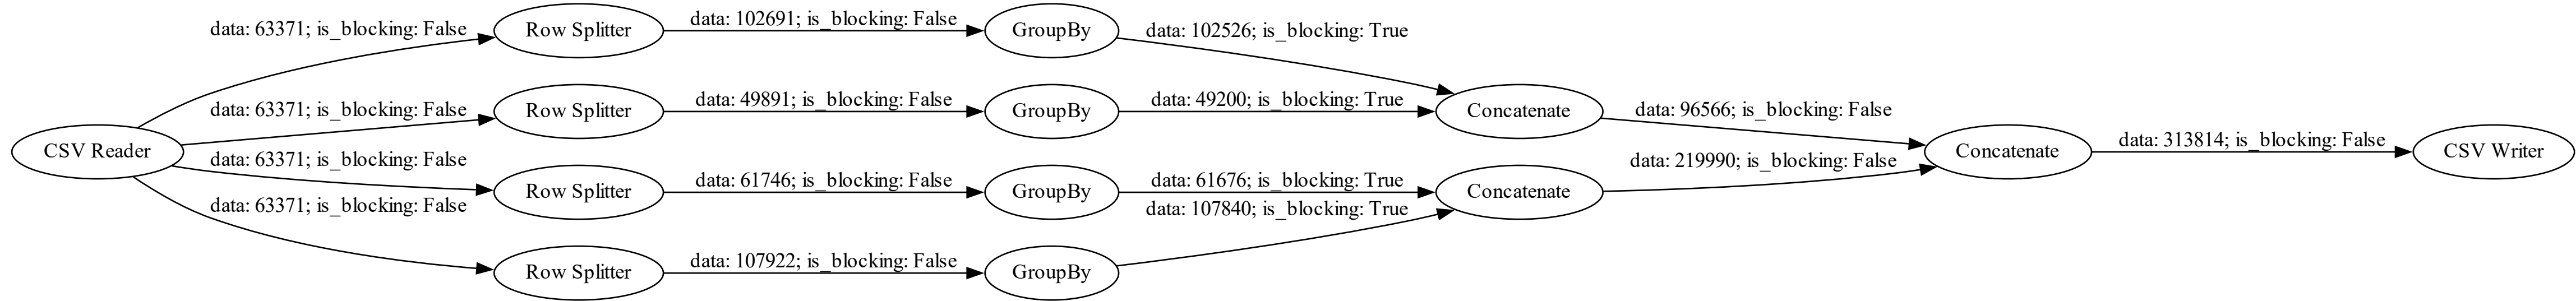 data: 63371; is_blocking: False
Row Splitter
data: 102691; is_blocking: False
GroupBy
data: 102526; is_blocking: True
data: 63371; is_blocking: False
Row Splitter
data: 49891; is_blocking: False
GroupBy
data: 49200; is_blocking: True
Concatenate
data: 96566; is_blocking: False
CSV Reader
data: 63371; is_blocking: False
Row Splitter
data: 61746; is_blocking: False
GroupBy
data: 61676; is_blocking: True
Concatenate
data: 219990; is_blocking: False
Concatenate
data: 313814; is_blocking: False
CSV Writer
data: 63371; is_blocking: False
Row Splitter
data: 107922; is_blocking: False
GroupBy
data: 107840; is_blocking: True